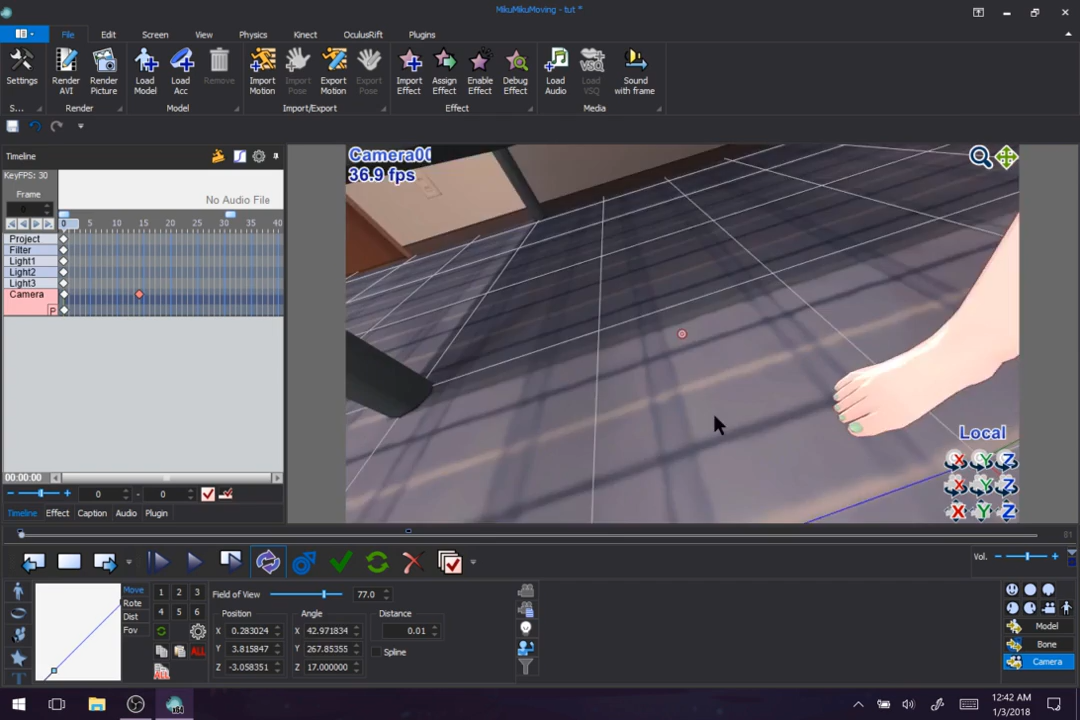 MikuMikuMoving - tut *
File Edit Screen View Physics Kinect OculusRift Plugins
Settings Render AVI Render Picture Load Model Load Acc Remove Import Motion Import Pose Export Motion Export Pose Import Effect Assign Effect Enable Effect Debug Effect Load Audio Load VSQ Sound with frame
S... Render Model Import/Export Effect Media
Timeline
KeyFPS: 30
Frame
No Audio File
0
0 5 10 15 20 25 30 35 40
Project
Filter
Light1
Light2
Light3
Camera
P
Camera00
36.9 fps
Local
X Y Z
X Y Z
X Y Z
00:00:00
0 - 0
Timeline Effect Caption Audio Plugin
81
Vol.
Move
Rote
Dist
Fov
1 2 3
4 5 6
ALL
ALL
Field of View 77.0
Position Angle Distance
X 0.283024 X 42.971834 0.01
Y 3.815847 Y 267.85355 Spline
Z -3.058351 Z 17.000000
Model
Bone
Camera
T
x64
12:42 AM
1/3/2018